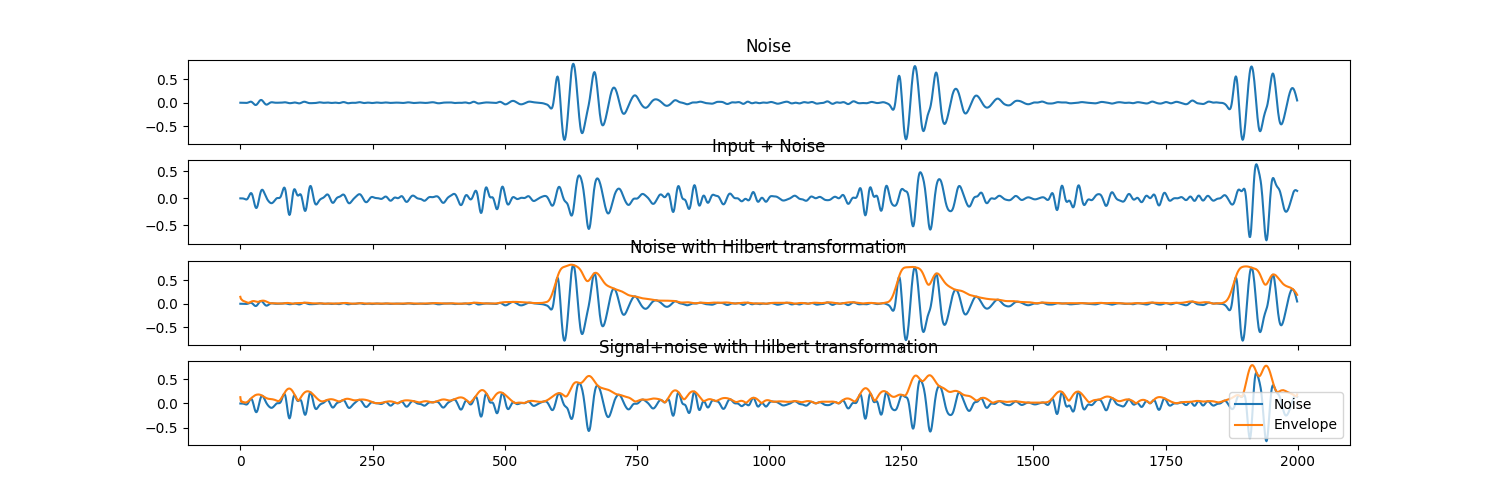 Noise
0.5
0.0
−0.5
Input + Noise
0.5
0.0
−0.5
Noise with Hilbert transformation
0.5
0.0
−0.5
Signal+noise with Hilbert transformation
0.5
0.0
−0.5
Noise
Envelope
0 250 500 750 1000 1250 1500 1750 2000